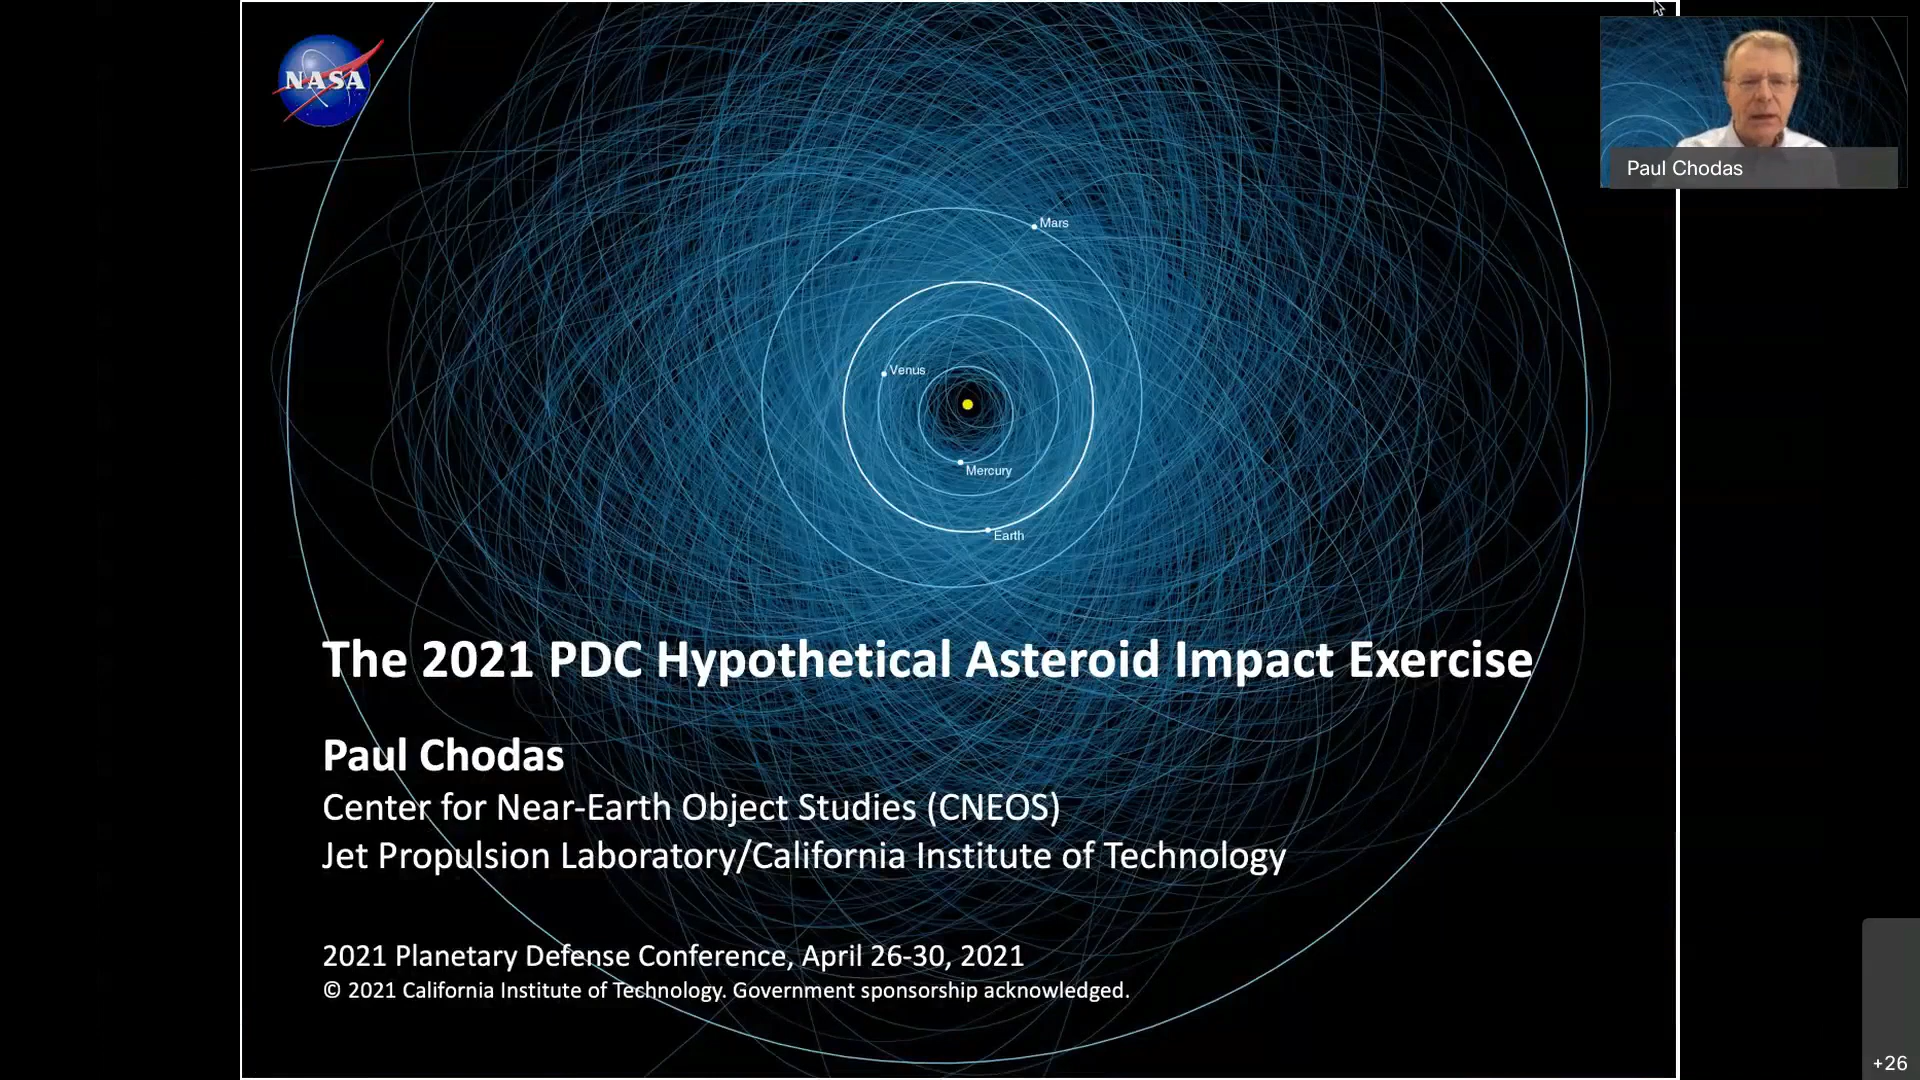 NASA
Paul Chodas
Mars
Venus
Mercury
Earth
The 2021 PDC Hypothetical Asteroid Impact Exercise
Paul Chodas
Center for Near-Earth Object Studies (CNEOS)
Jet Propulsion Laboratory/California Institute of Technology
2021 Planetary Defense Conference, April 26-30, 2021
© 2021 California Institute of Technology. Government sponsorship acknowledged.
+26